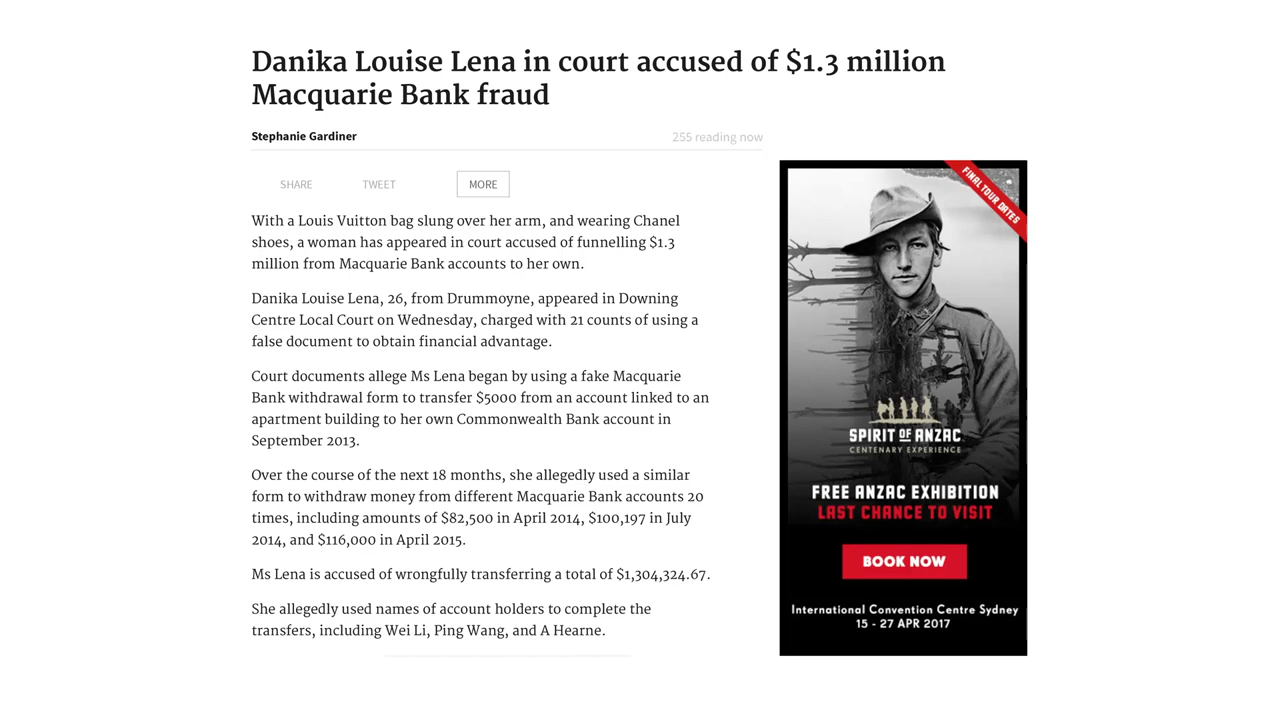 Danika Louise Lena in court accused of $1.3 million
Macquarie Bank fraud
Stephanie Gardiner
255 reading now
SHARE
TWEET
MORE
With a Louis Vuitton bag slung over her arm, and wearing Chanel
shoes, a woman has appeared in court accused of funnelling $1.3
million from Macquarie Bank accounts to her own.
Danika Louise Lena, 26, from Drummoyne, appeared in Downing
Centre Local Court on Wednesday, charged with 21 counts of using a
false document to obtain financial advantage.
Court documents allege Ms Lena began by using a fake Macquarie
Bank withdrawal form to transfer $5000 from an account linked to an
apartment building to her own Commonwealth Bank account in
September 2013.
Over the course of the next 18 months, she allegedly used a similar
form to withdraw money from different Macquarie Bank accounts 20
times, including amounts of $82,500 in April 2014, $100,197 in July
2014, and $116,000 in April 2015.
Ms Lena is accused of wrongfully transferring a total of $1,304,324.67.
She allegedly used names of account holders to complete the
transfers, including Wei Li, Ping Wang, and A Hearne.
FINAL TOUR DATES
SPIRIT OF ANZAC
CENTENARY EXPERIENCE
FREE ANZAC EXHIBITION
LAST CHANCE TO VISIT
BOOK NOW
International Convention Centre Sydney
15 - 27 APR 2017